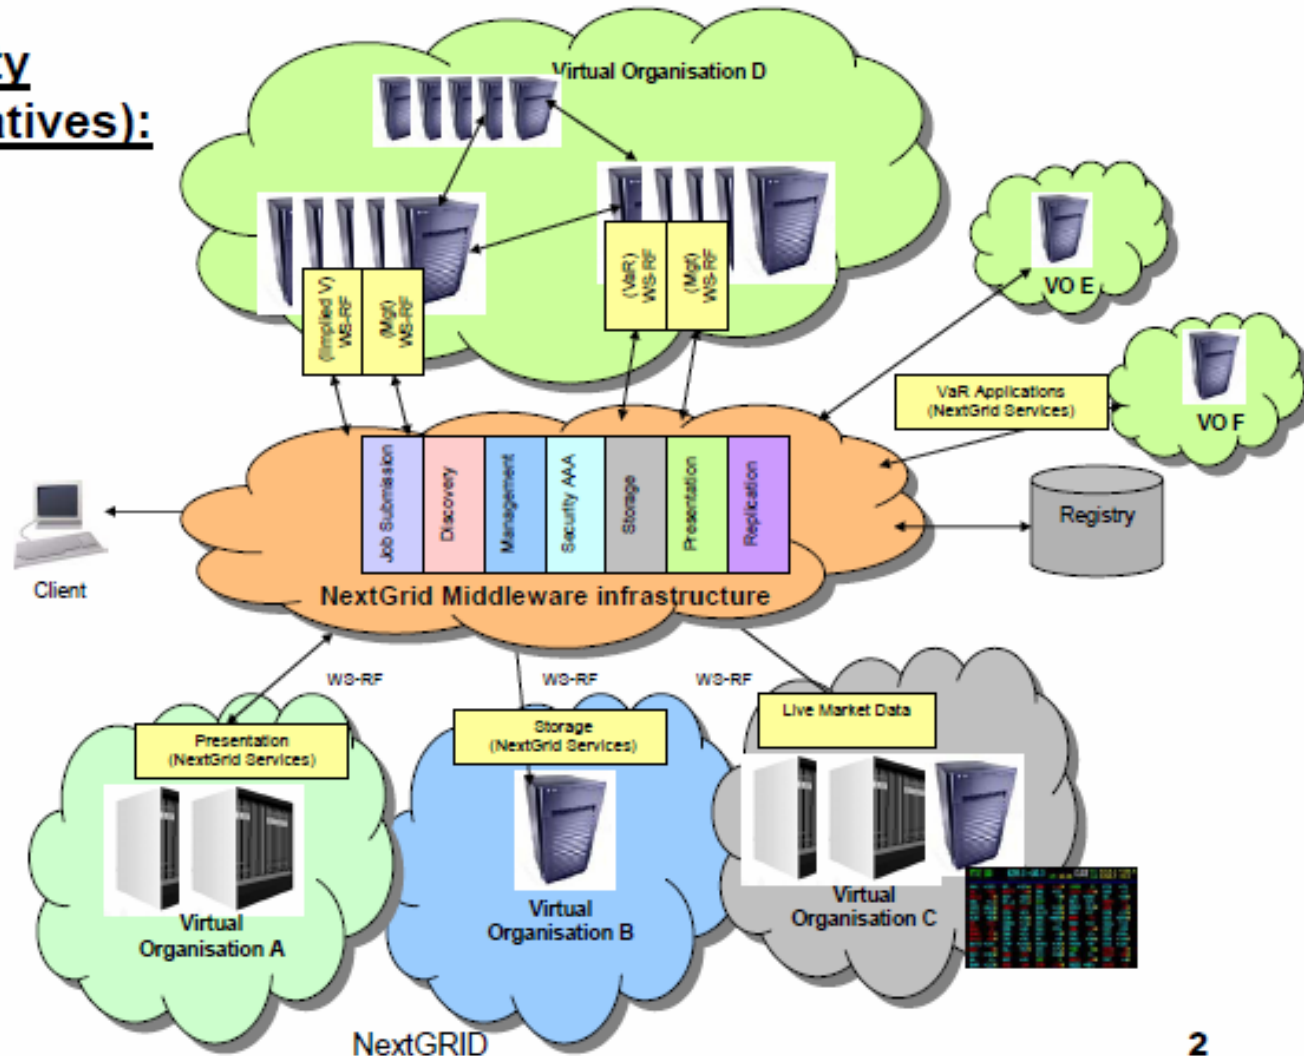 ty
atives):
Virtual Organisation D
(Implied V)
WS-RF
(Mgt)
WS-RF
(VaR)
WS-RF
(Mgt)
WS-RF
VO E
VaR Applications
(NextGrid Services)
VO F
Job Submission
Discovery
Management
Security AAA
Storage
Presentation
Replication
Registry
Client
NextGrid Middleware infrastructure
WS-RF
WS-RF
WS-RF
Presentation
(NextGrid Services)
Storage
(NextGrid Services)
Live Market Data
Virtual
Organisation A
Virtual
Organisation B
Virtual
Organisation C
NextGRID
2